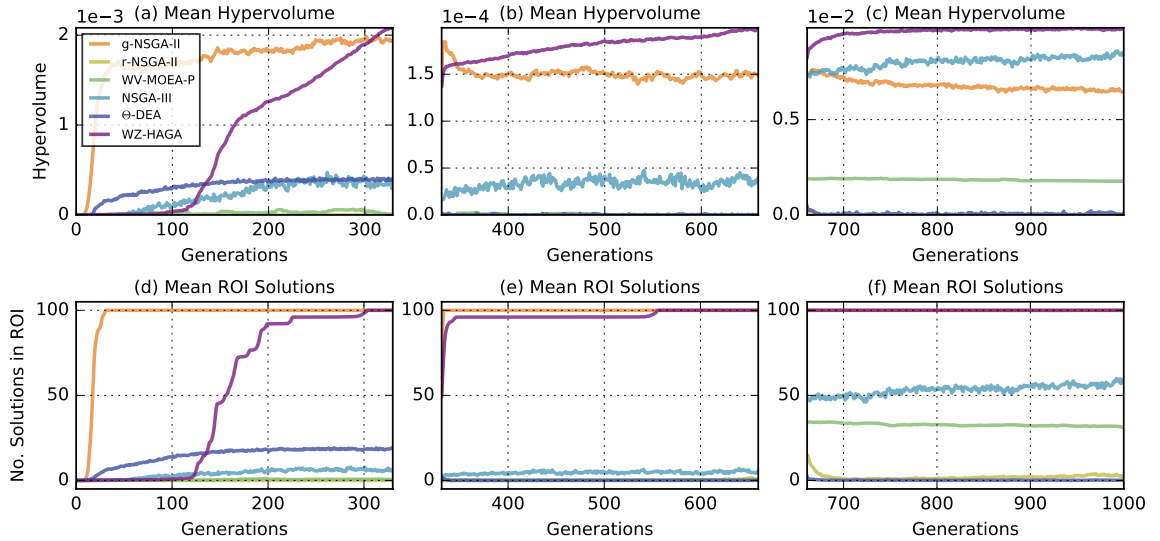 (a) Mean Hypervolume
(b) Mean Hypervolume
(c) Mean Hypervolume
1e−3
1e−4
1e−2
Hypervolume
2
1
0
g-NSGA-II
r-NSGA-II
WV-MOEA-P
NSGA-III
Θ-DEA
WZ-HAGA
0 100 200 300
Generations
1.5
1.0
0.5
0.0
400 500 600
Generations
0.5
0.0
700 800 900
Generations
(d) Mean ROI Solutions
(e) Mean ROI Solutions
(f) Mean ROI Solutions
No. Solutions in ROI
100
50
0
0 100 200 300
Generations
100
50
0
400 500 600
Generations
100
50
0
700 800 900 1000
Generations